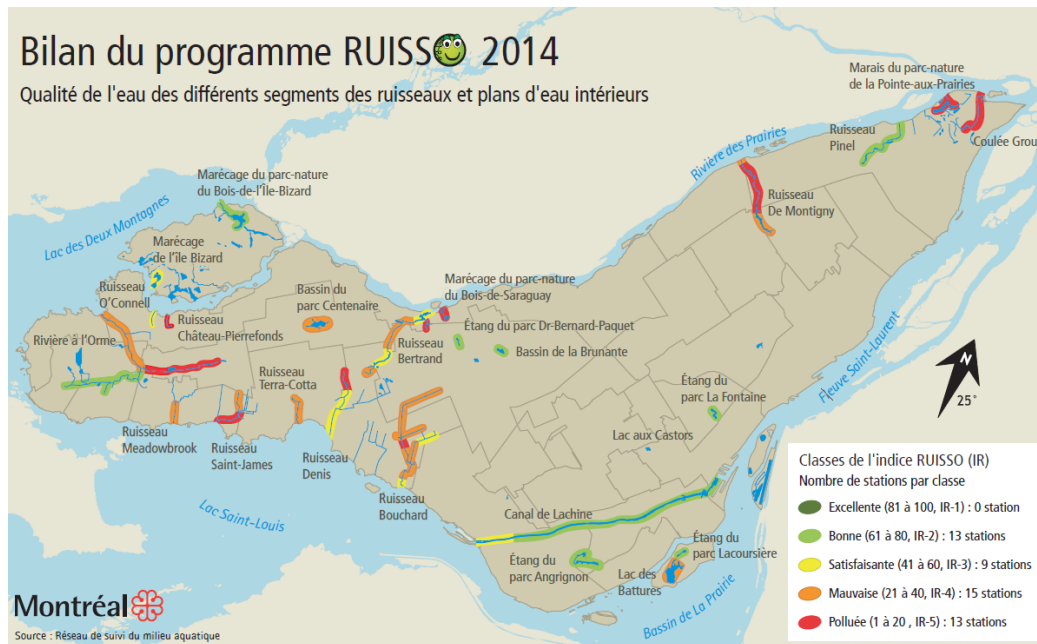 Bilan du programme RUISSO 2014
Qualité de l'eau des différents segments des ruisseaux et plans d'eau intérieurs
Marais du parc-nature
de la Pointe-aux-Prairies
Rivière des Prairies
Ruisseau
Pinel
Coulée Grou
Marécage du parc-nature
du Bois-de-l'Île-Bizard
Ruisseau
De Montigny
Lac des Deux Montagnes
Marécage
de l'île Bizard
Ruisseau
O'Connell
Bassin du
parc Centenaire
Marécage du parc-nature
du Bois-de-Saraguay
Ruisseau
Château-Pierrefonds
Étang du parc Dr-Bernard-Paquet
Rivière à l'Orme
Ruisseau
Bertrand
Bassin de la Brunante
Ruisseau
Terra-Cotta
Fleuve Saint-Laurent
N
25°
Étang du
parc La Fontaine
Ruisseau
Meadowbrook
Ruisseau
Saint-James
Ruisseau
Denis
Lac aux Castors
Ruisseau
Bouchard
Lac Saint-Louis
Canal de Lachine
Étang du
parc Angrignon
Lac des
Battures
Étang du
parc Lacoursière
Bassin de La Prairie
Classes de l'indice RUISSO (IR)
Nombre de stations par classe
Excellente (81 à 100, IR-1) : 0 station
Bonne (61 à 80, IR-2) : 13 stations
Satisfaisante (41 à 60, IR-3) : 9 stations
Mauvaise (21 à 40, IR-4) : 15 stations
Polluée (1 à 20 , IR-5) : 13 stations
Montréal
Source : Réseau de suivi du milieu aquatique